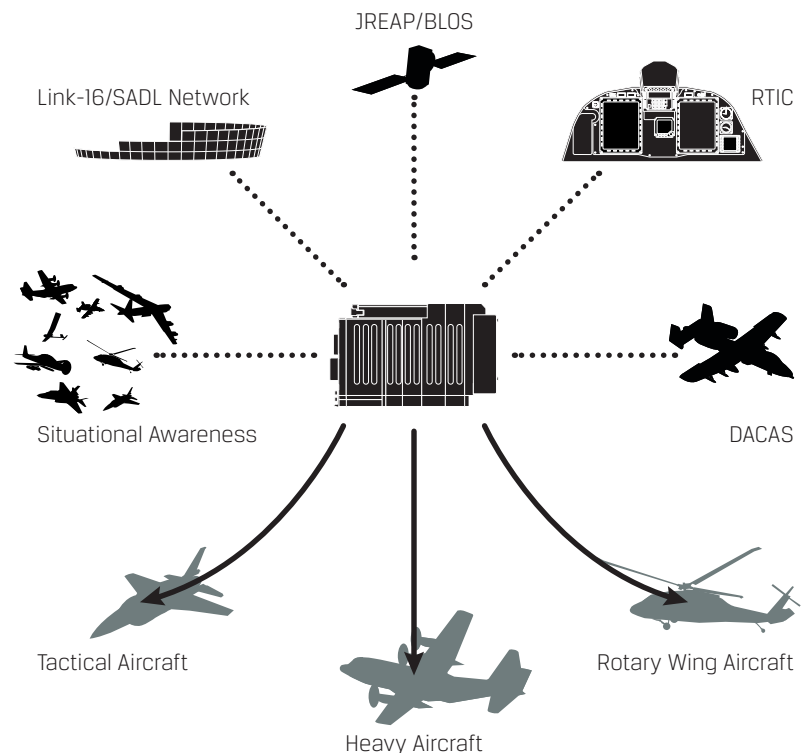 JREAP/BLOS
Link-16/SADL Network
RTIC
Situational Awareness
DACAS
Tactical Aircraft
Rotary Wing Aircraft
Heavy Aircraft